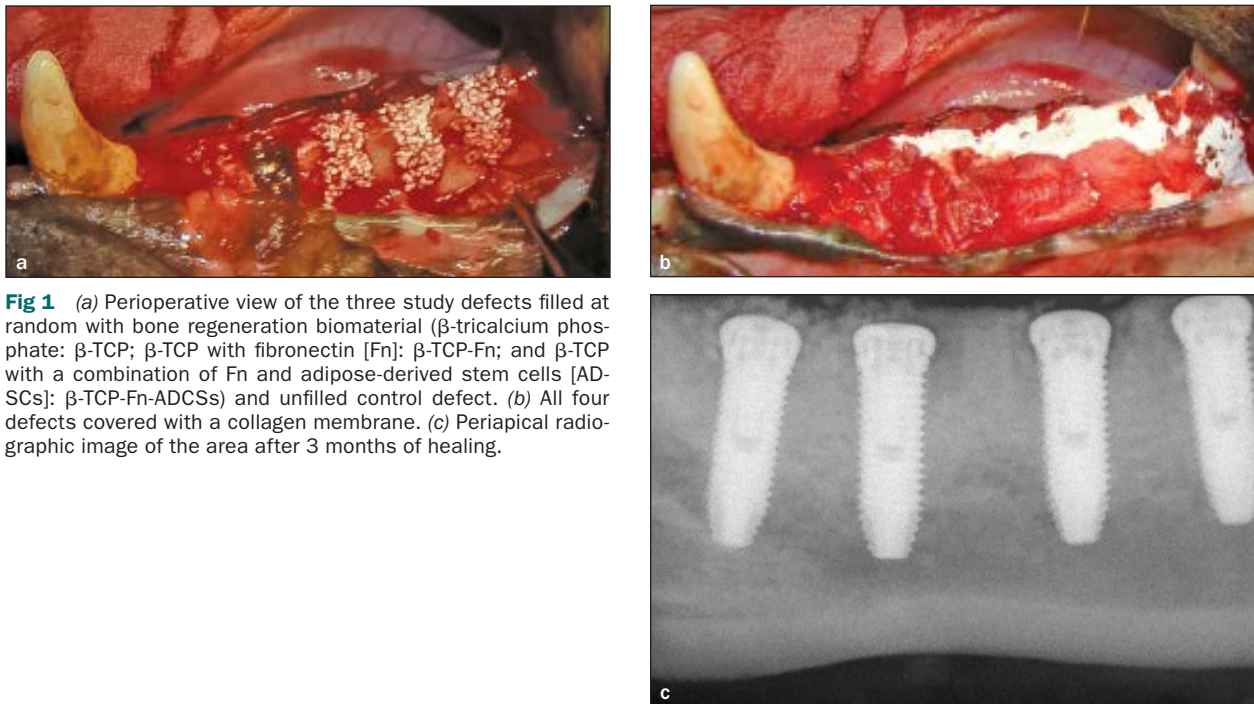 a
b
Fig 1 (a) Perioperative view of the three study defects filled at
random with bone regeneration biomaterial (β-tricalcium phos-
phate: β-TCP; β-TCP with fibronectin [Fn]: β-TCP-Fn; and β-TCP
with a combination of Fn and adipose-derived stem cells [AD-
SCs]: β-TCP-Fn-ADCSs) and unfilled control defect. (b) All four
defects covered with a collagen membrane. (c) Periapical radio-
graphic image of the area after 3 months of healing.
c